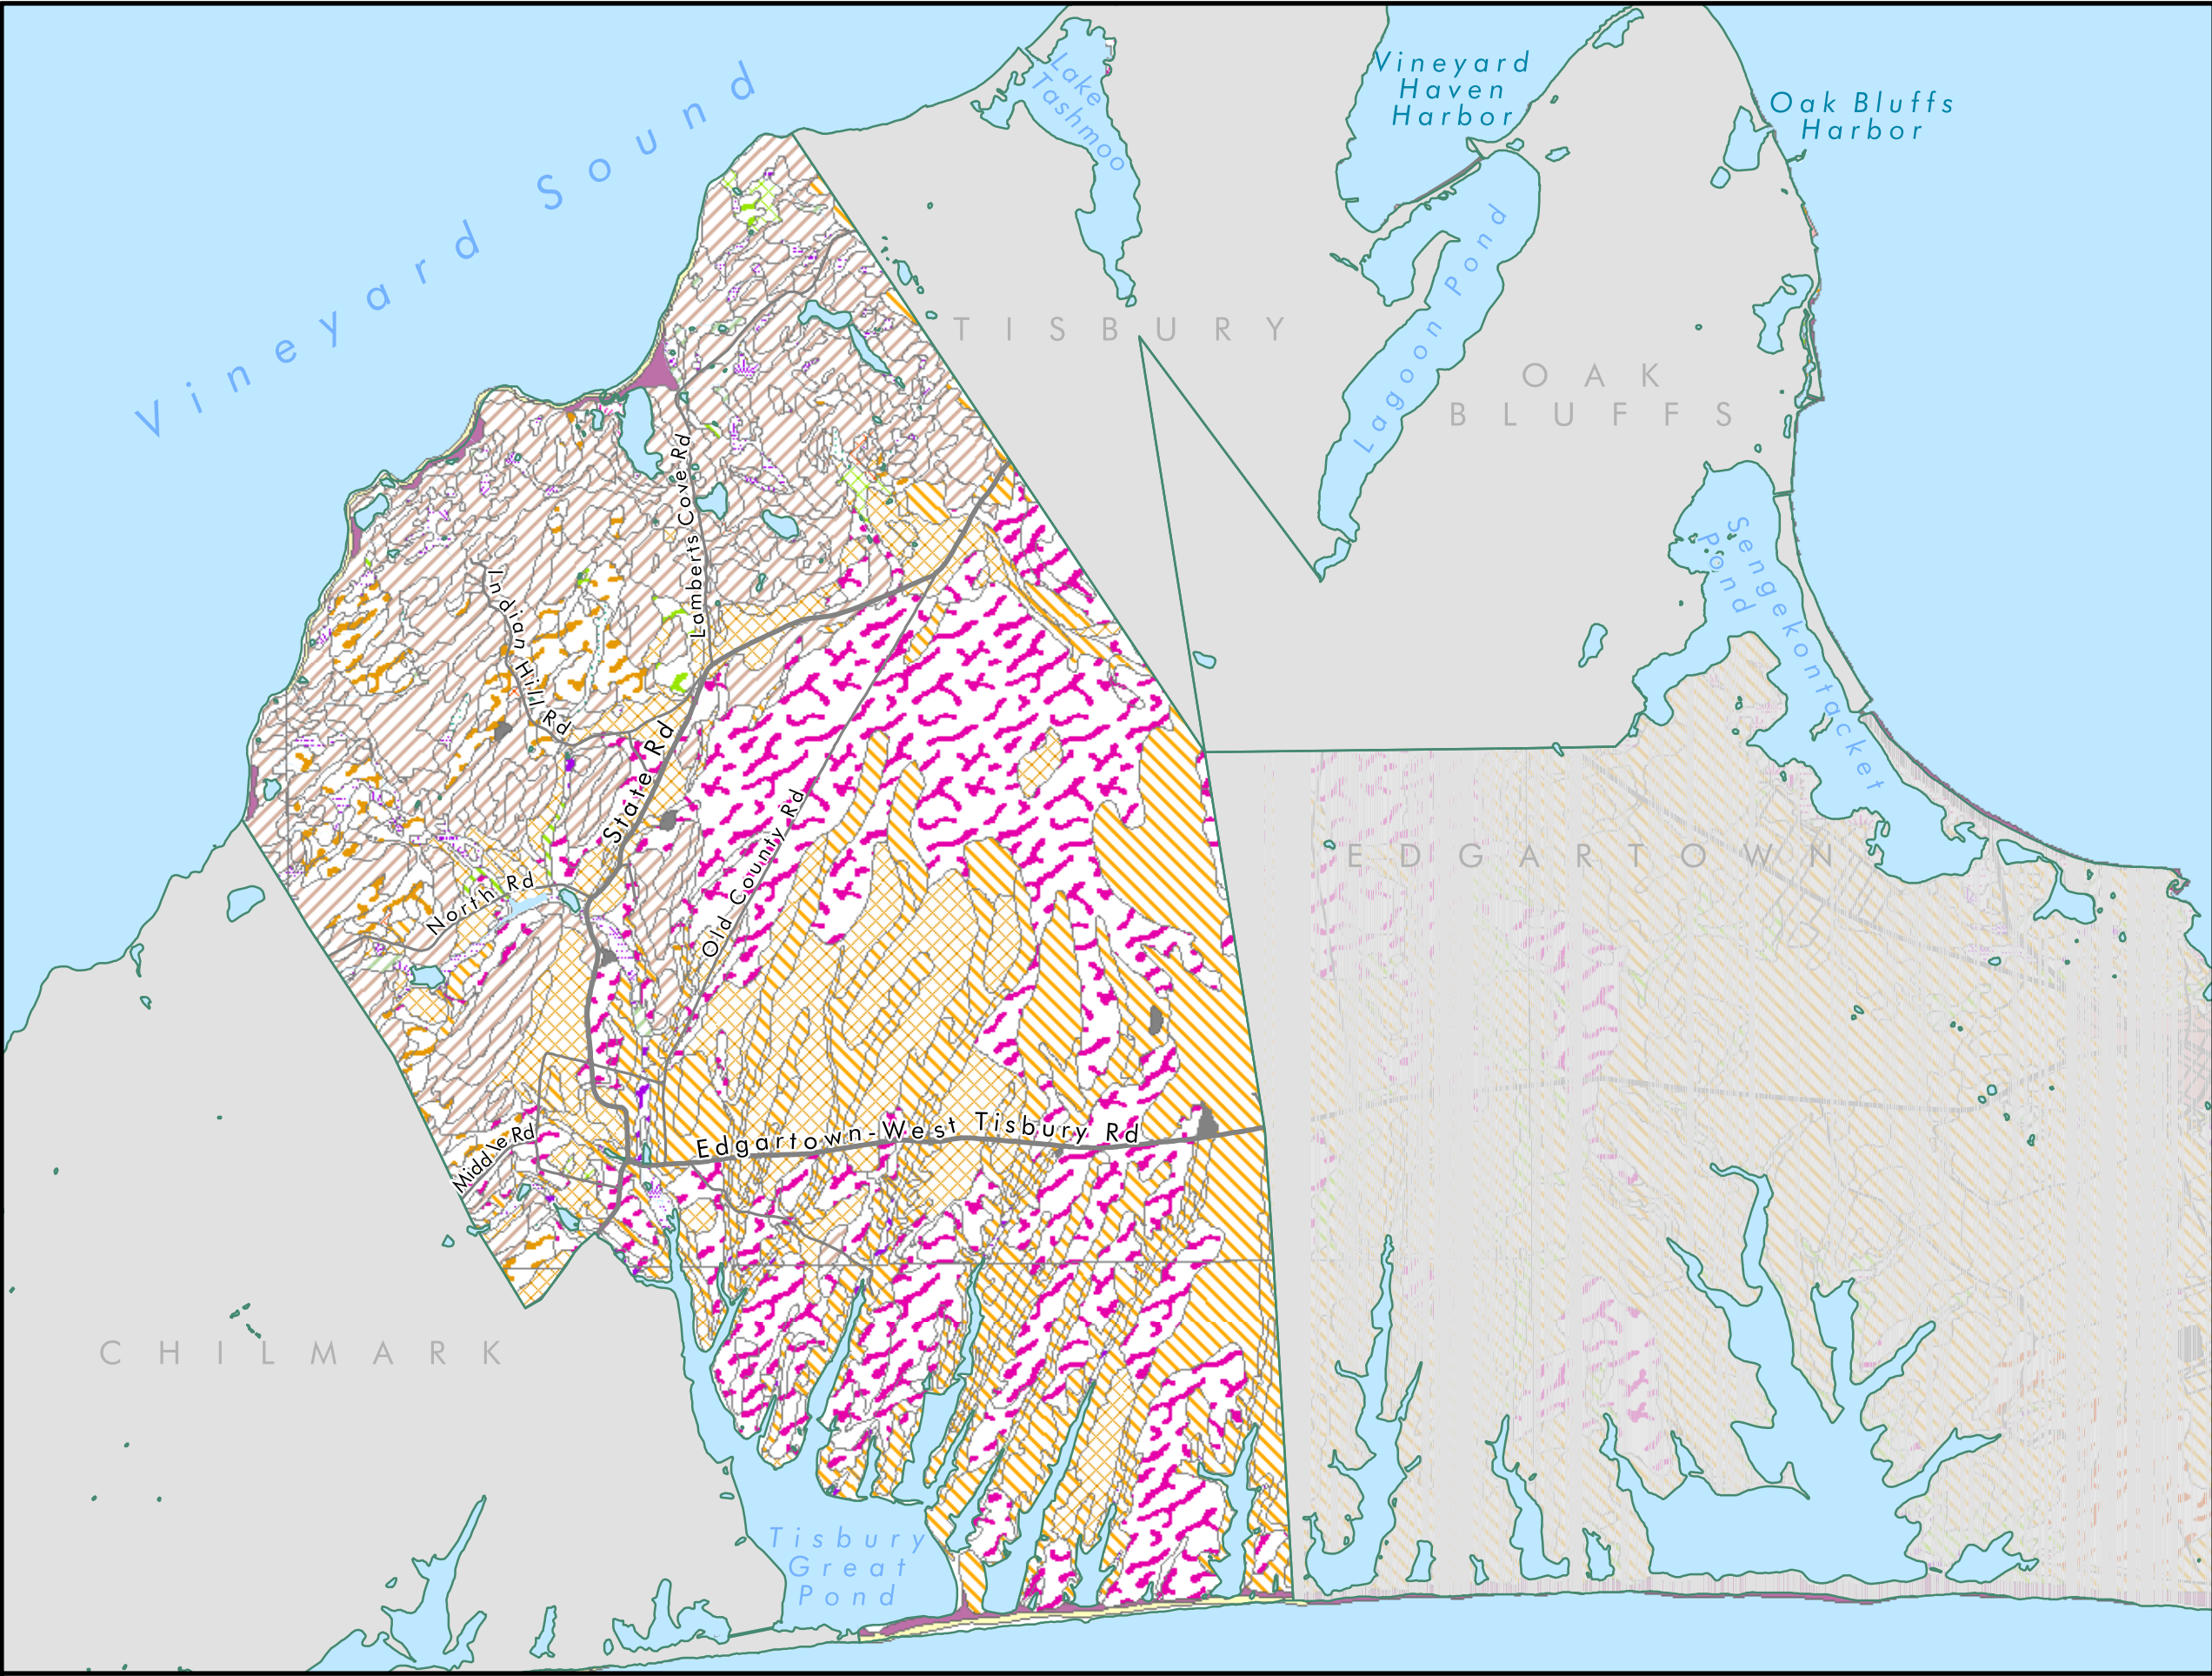 Vineyard Sound
Lake
Tashmoo
Vineyard
Haven
Harbor
Oak Bluffs
Harbor
Lagoon Pond
TISBURY
OAK
BLUFFS
Sengekontacket
Pond
Lamberts Cove Rd
Indian Hill Rd
State Rd
Old County Rd
North Rd
EDGARTOWN
Edgartown-West Tisbury Rd
Middle Rd
CHILMARK
Tisbury
Great
Pond